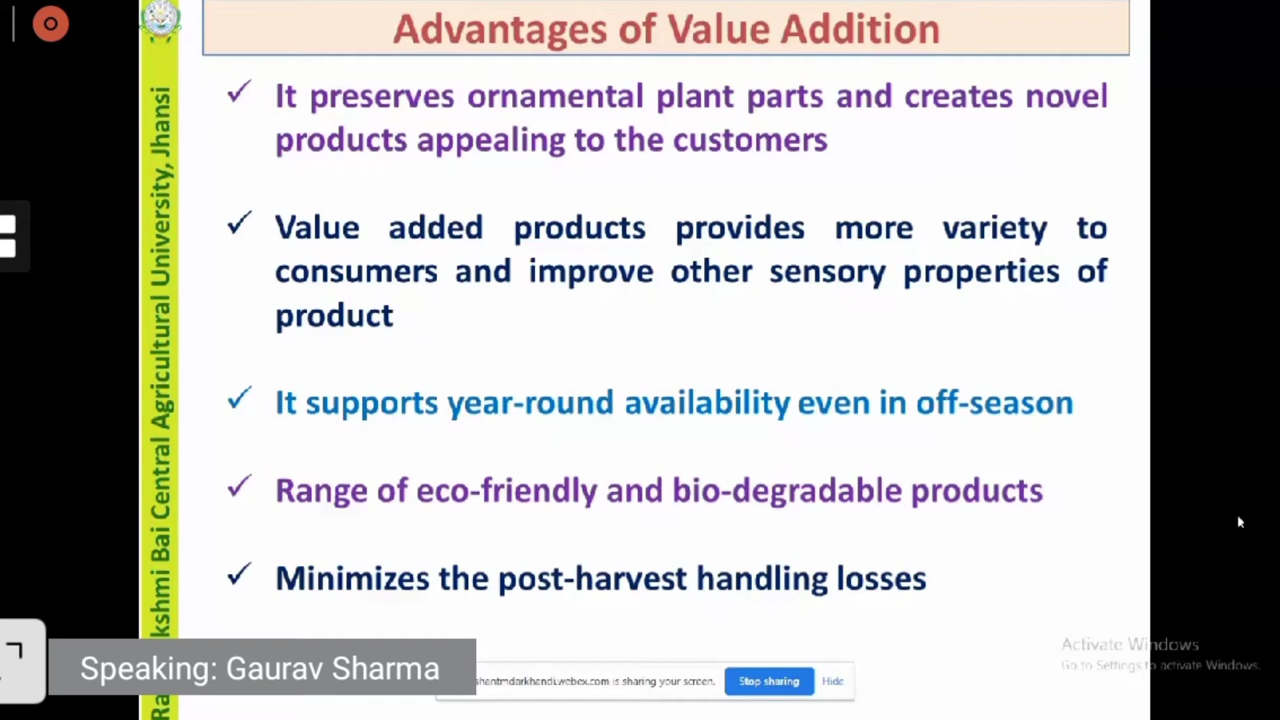 Advantages of Value Addition
✓ It preserves ornamental plant parts and creates novel
products appealing to the customers
✓ Value added products provides more variety to
consumers and improve other sensory properties of
product
✓ It supports year-round availability even in off-season
✓ Range of eco-friendly and bio-degradable products
✓ Minimizes the post-harvest handling losses
kshmi Bai Central Agricultural University, Jhansi
Speaking: Gaurav Sharma
is sharing your screen.
Stop sharing
Hide
Activate Windows
Go to Settings to activate Windows.